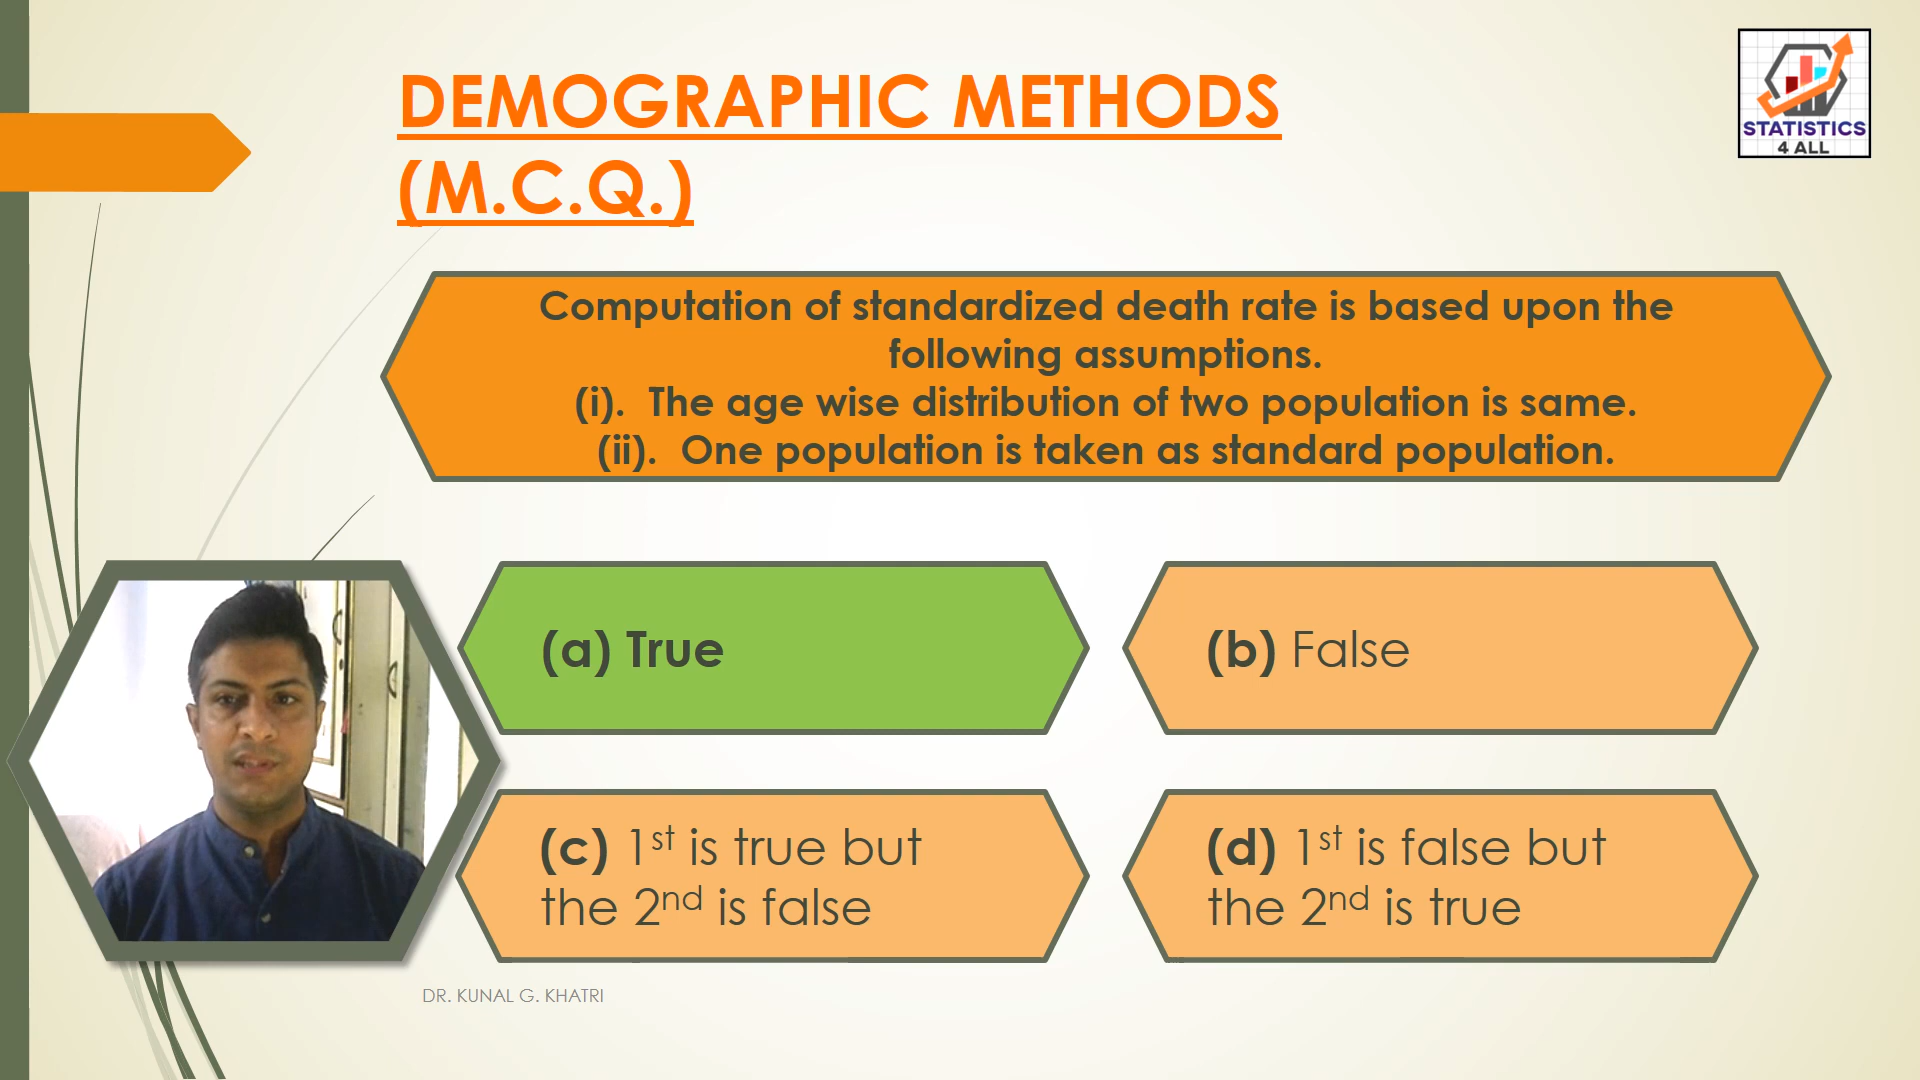 DEMOGRAPHIC METHODS
(M.C.Q.)
STATISTICS
4 ALL
Computation of standardized death rate is based upon the
following assumptions.
(i). The age wise distribution of two population is same.
(ii). One population is taken as standard population.
(a) True
(b) False
(c) 1st is true but
the 2nd is false
(d) 1st is false but
the 2nd is true
DR. KUNAL G. KHATRI